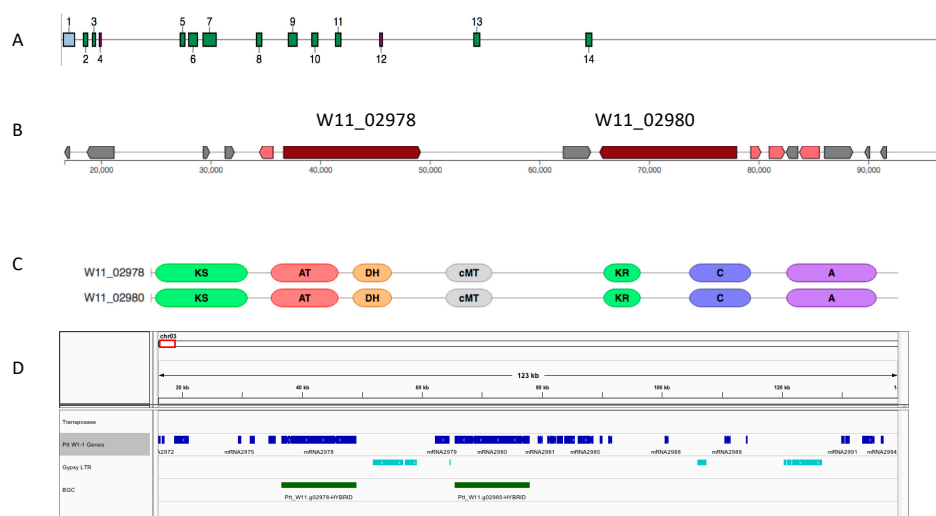 A
1 3 5 7 9 11 13
2 4 6 8 10 12 14
W11_02978 W11_02980
B
20,000 30,000 40,000 50,000 60,000 70,000 80,000 90,000
C
W11_02978 KS AT DH cMT KR C A
W11_02980 KS AT DH cMT KR C A
D
chr03
123 kb
20 kb 40 kb 60 kb 80 kb 100 kb 120 kb
Transposase
Ptt W1-1 Genes
A2972 mRNA2975 mRNA2978 mRNA2979 mRNA2980 mRNA2981 mRNA2985 mRNA2988 mRNA2989 mRNA2991 mRNA2994
Gypsy LTR
BGC
Ptt_W11.g02978-HYBRID Ptt_W11.g02980-HYBRID